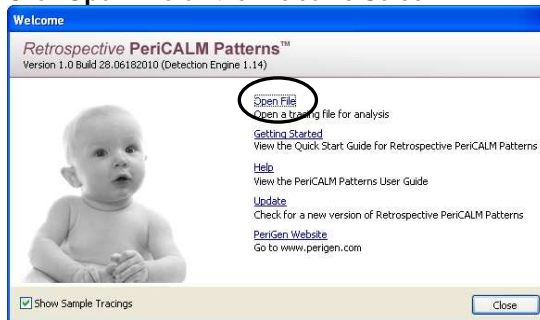 Welcome
Retrospective PeriCALM Patterns™
Version 1.0 Build 28.06182010 (Detection Engine 1.14)
Open File
Open a tracing file for analysis
Getting Started
View the Quick Start Guide for Retrospective PeriCALM Patterns
Help
View the PeriCALM Patterns User Guide
Update
Check for a new version of Retrospective PeriCALM Patterns
PeriGen Website
Go to www.perigen.com
Show Sample Tracings
Close